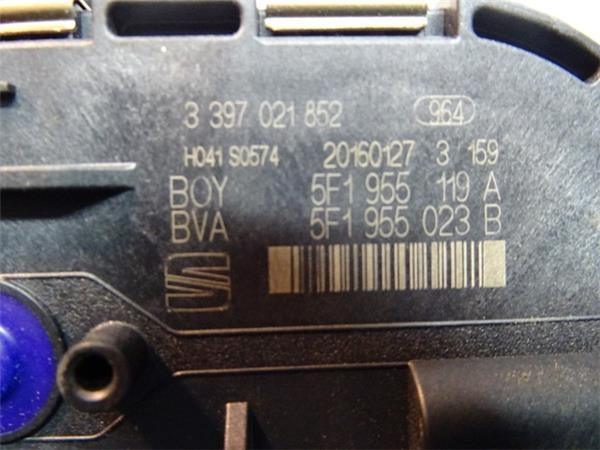 3 397 021 852 964
H041 S0574 20160127 3 159
BOY 5F1 955 119 A
BVA 5F1 955 023 B